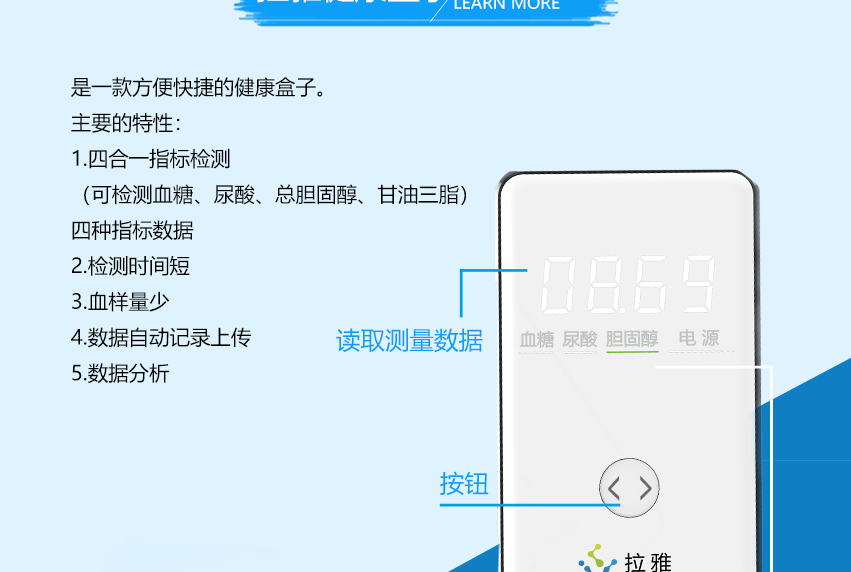 LEARN MORE
是一款方便快捷的健康盒子。
主要的特性：
1.四合一指标检测
（可检测血糖、尿酸、总胆固醇、甘油三脂）
四种指标数据
2.检测时间短
3.血样量少
4.数据自动记录上传
5.数据分析
08.69
读取测量数据
血糖 尿酸 胆固醇 电源
按钮
拉雅